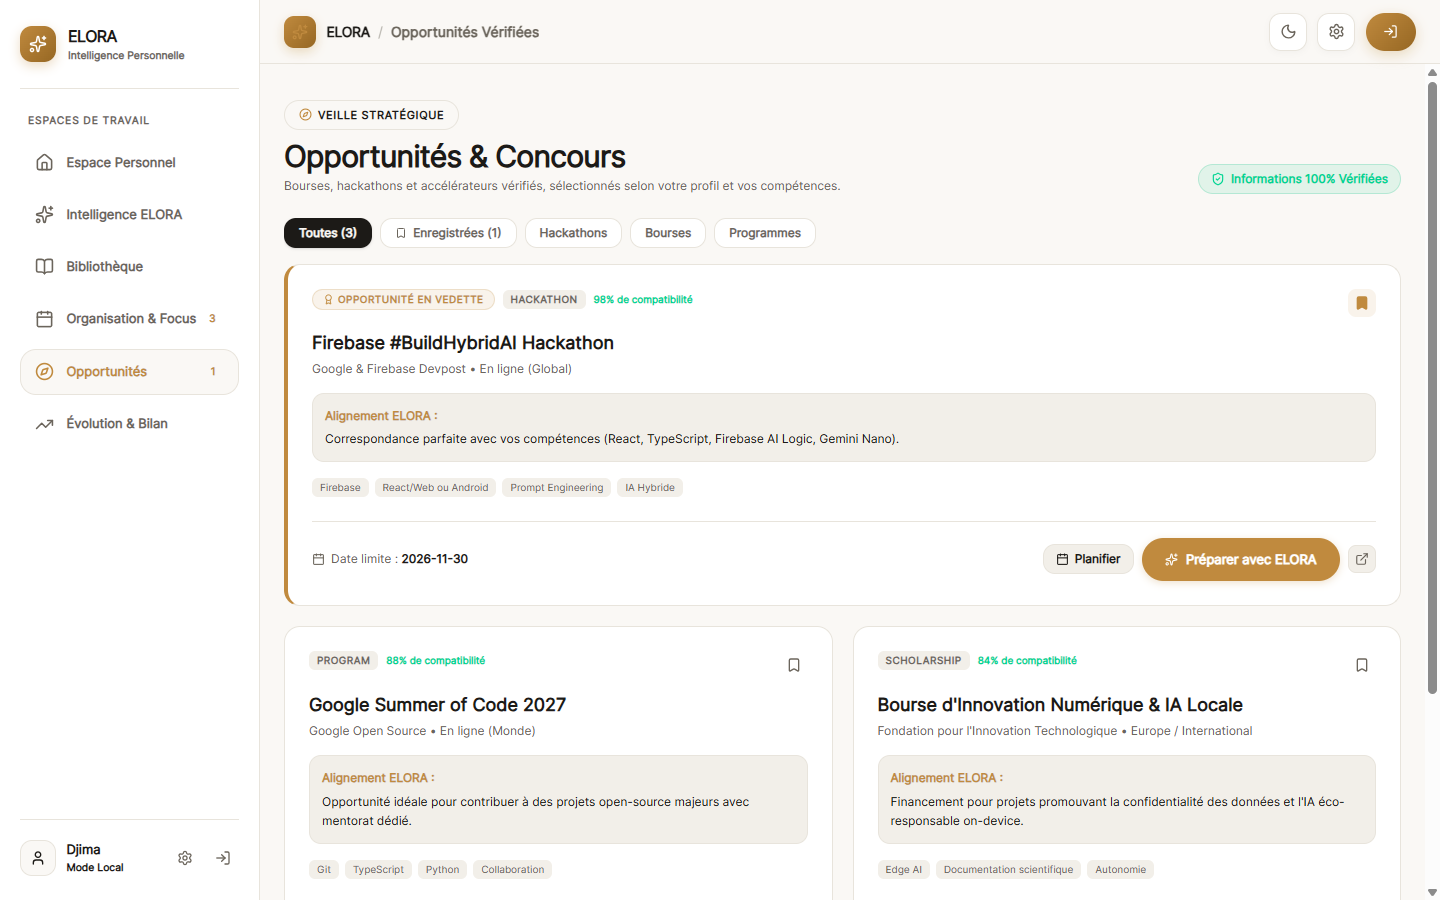 ELORA
Intelligence Personnelle
ESPACES DE TRAVAIL
Espace Personnel
Intelligence ELORA
Bibliothèque
Organisation & Focus 3
Opportunités 1
Évolution & Bilan
Djima
Mode Local
ELORA / Opportunités Vérifiées
VEILLE STRATÉGIQUE
Opportunités & Concours
Bourses, hackathons et accélérateurs vérifiés, sélectionnés selon votre profil et vos compétences.
Informations 100% Vérifiées
Toutes (3) Enregistrées (1) Hackathons Bourses Programmes
OPPORTUNITÉ EN VEDETTE HACKATHON 98% de compatibilité
Firebase #BuildHybridAI Hackathon
Google & Firebase Devpost • En ligne (Global)
Alignement ELORA :
Correspondance parfaite avec vos compétences (React, TypeScript, Firebase AI Logic, Gemini Nano).
Firebase React/Web ou Android Prompt Engineering IA Hybride
Date limite : 2026-11-30
Planifier Préparer avec ELORA
PROGRAM 88% de compatibilité
Google Summer of Code 2027
Google Open Source • En ligne (Monde)
Alignement ELORA :
Opportunité idéale pour contribuer à des projets open-source majeurs avec
mentorat dédié.
Git TypeScript Python Collaboration
SCHOLARSHIP 84% de compatibilité
Bourse d'Innovation Numérique & IA Locale
Fondation pour l'Innovation Technologique • Europe / International
Alignement ELORA :
Financement pour projets promouvant la confidentialité des données et l'IA éco-
responsable on-device.
Edge AI Documentation scientifique Autonomie